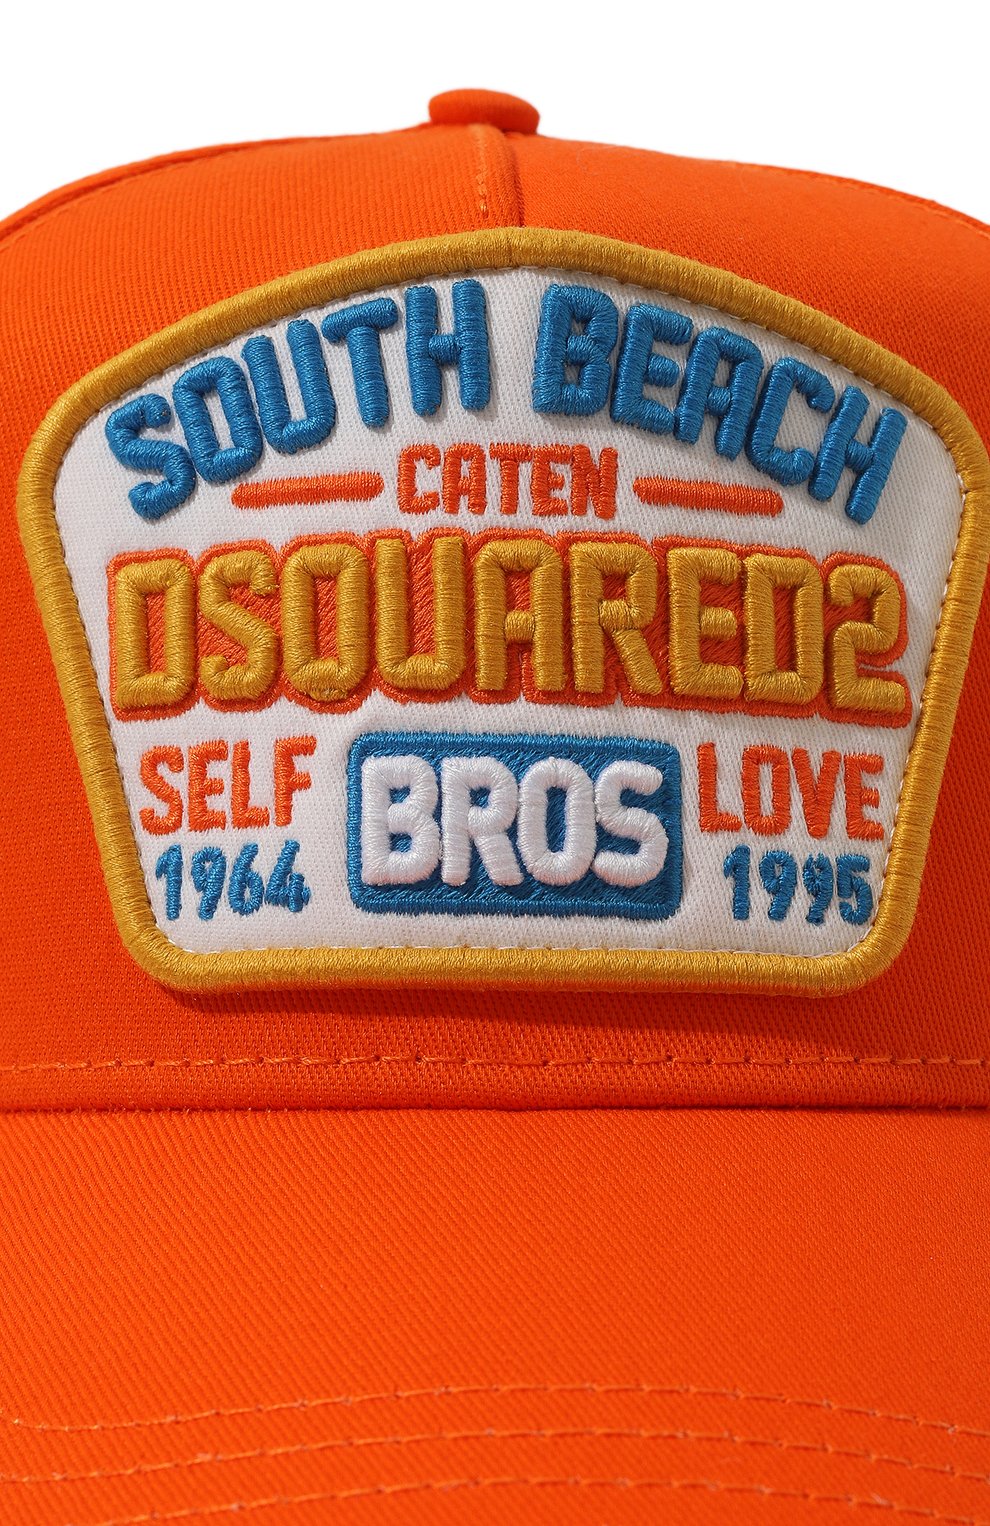 SOUTH BEACH
CATEN
DSQUARED2
SELF BROS LOVE
1964 1995